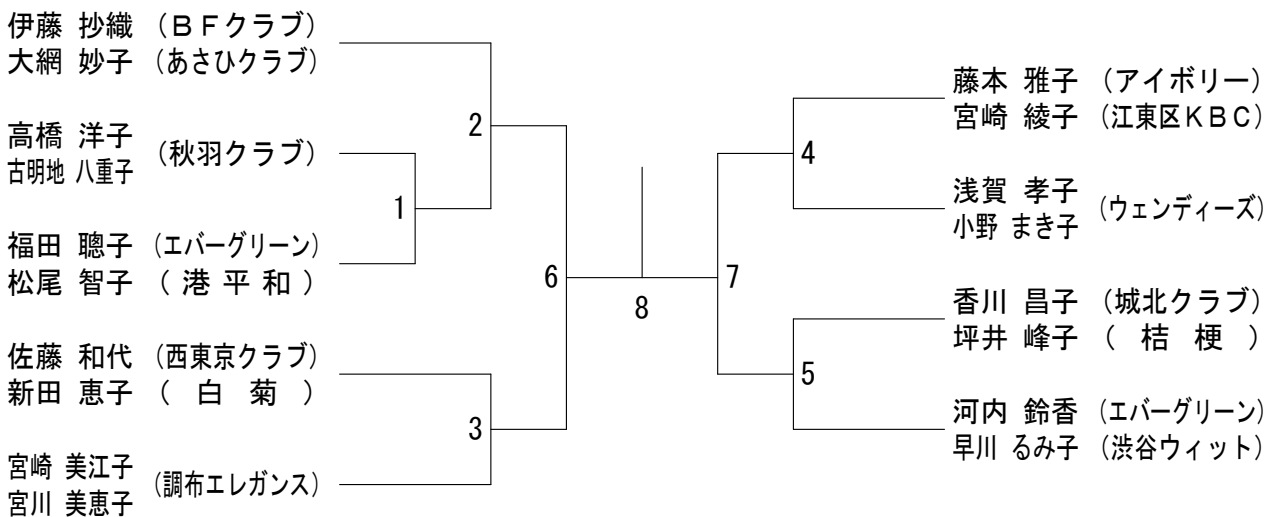 伊藤 抄織 (ＢＦクラブ)
大網 妙子 (あさひクラブ)
高橋 洋子
古明地 八重子
(秋羽クラブ)
福田 聰子 (エバーグリーン)
松尾 智子 ( 港 平 和 )
佐藤 和代 (西東京クラブ)
新田 恵子 ( 白 菊 )
宮崎 美江子
宮川 美恵子
(調布エレガンス)
1
2
3
6
8
7
4
5
藤本 雅子 (アイボリー)
宮崎 綾子 (江東区ＫＢＣ)
浅賀 孝子
小野 まき子
(ウェンディーズ)
香川 昌子 (城北クラブ)
坪井 峰子 ( 桔 梗 )
河内 鈴香 (エバーグリーン)
早川 るみ子 (渋谷ウィット)